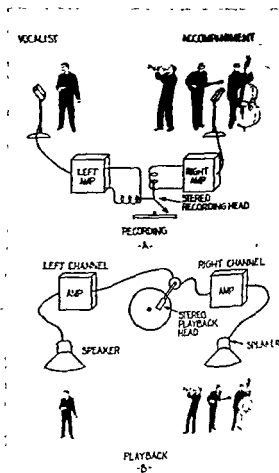 VOCALIST
ACCOMPANIMENT
LEFT
AMP
RIGHT
AMP
STEREO
RECORDING HEAD
RECORDING
-A-
LEFT CHANNEL
RIGHT CHANNEL
AMP
AMP
STEREO
PLAYBACK
HEAD
SPEAKER
SPEAKER
PLAYBACK
-B-